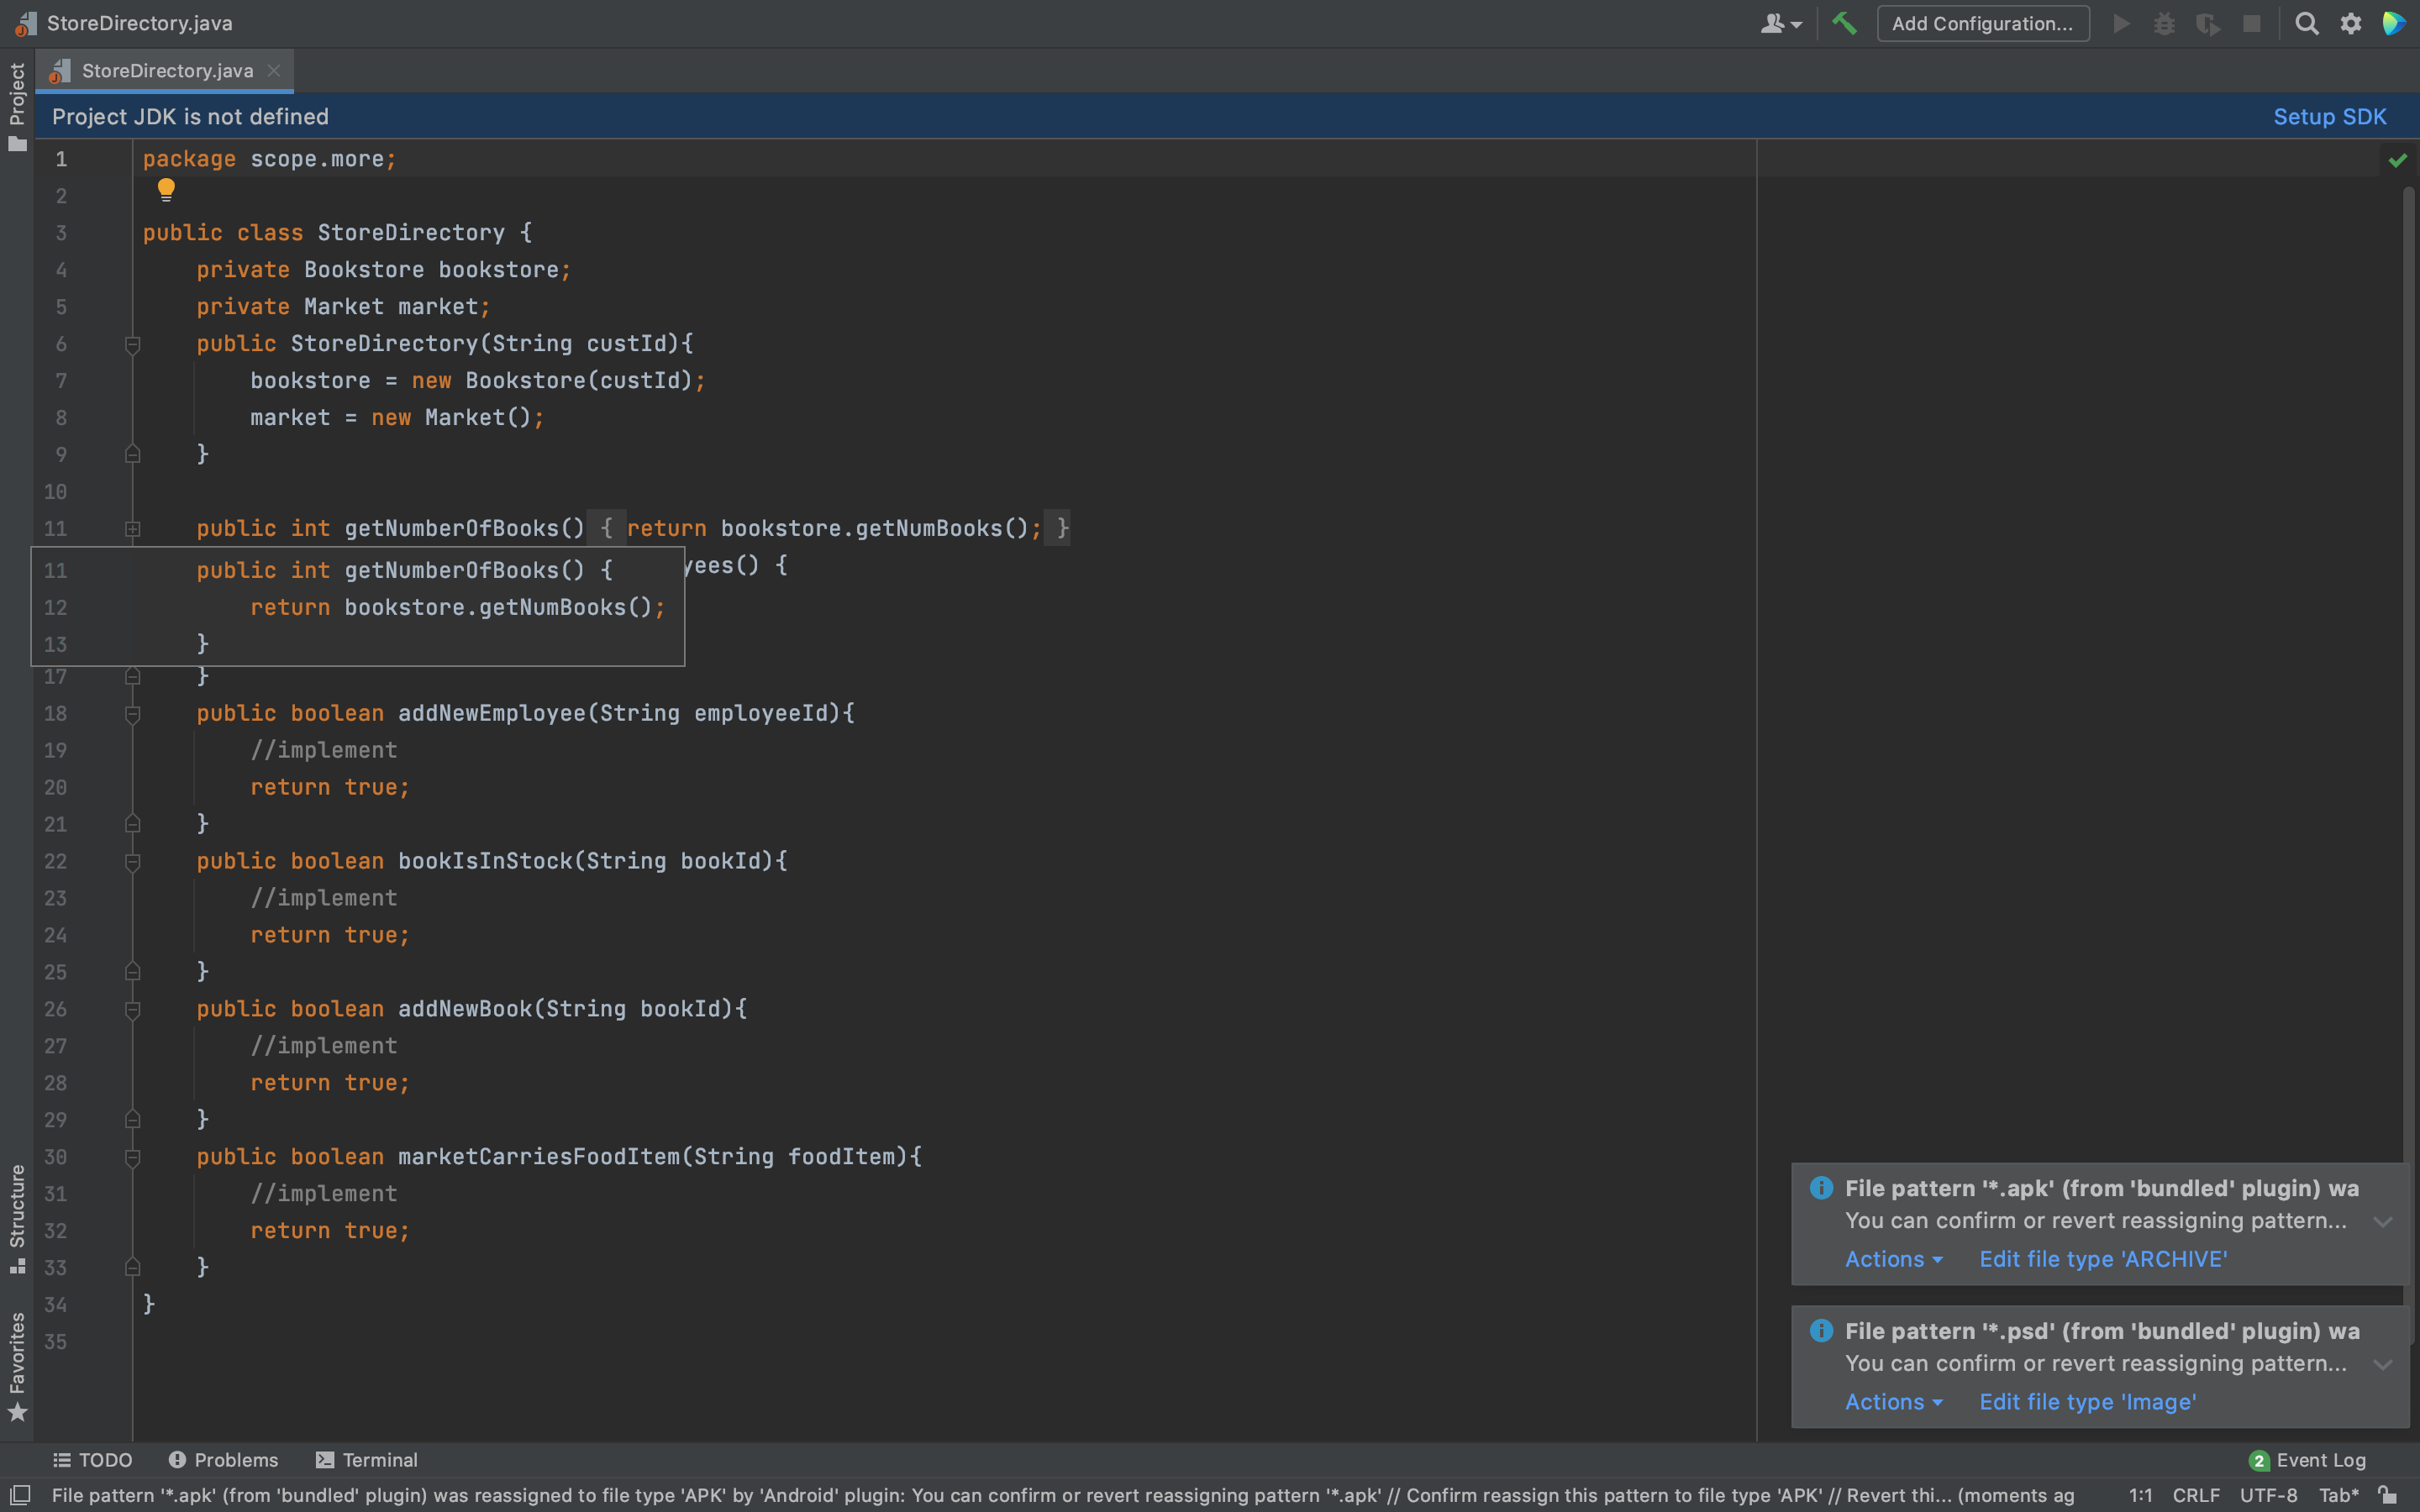 StoreDirectory.java
Add Configuration...
Project
StoreDirectory.java
Project JDK is not defined
Setup SDK
1 package scope.more;
2
3 public class StoreDirectory {
4 private Bookstore bookstore;
5 private Market market;
6 public StoreDirectory(String custId){
7 bookstore = new Bookstore(custId);
8 market = new Market();
9 }
10
11 public int getNumberOfBooks() { return bookstore.getNumBooks(); }
yees() {
11 public int getNumberOfBooks() {
12 return bookstore.getNumBooks();
13 }
17 }
18 public boolean addNewEmployee(String employeeId){
19 //implement
20 return true;
21 }
22 public boolean bookIsInStock(String bookId){
23 //implement
24 return true;
25 }
26 public boolean addNewBook(String bookId){
27 //implement
28 return true;
29 }
30 public boolean marketCarriesFoodItem(String foodItem){
31 //implement
32 return true;
33 }
34 }
35
Structure
Favorites
File pattern '*.apk' (from 'bundled' plugin) wa
You can confirm or revert reassigning pattern...
Actions Edit file type 'ARCHIVE'
File pattern '*.psd' (from 'bundled' plugin) wa
You can confirm or revert reassigning pattern...
Actions Edit file type 'Image'
TODO Problems Terminal
2 Event Log
File pattern '*.apk' (from 'bundled' plugin) was reassigned to file type 'APK' by 'Android' plugin: You can confirm or revert reassigning pattern '*.apk' // Confirm reassign this pattern to file type 'APK' // Revert thi... (moments ag 1:1 CRLF UTF-8 Tab*